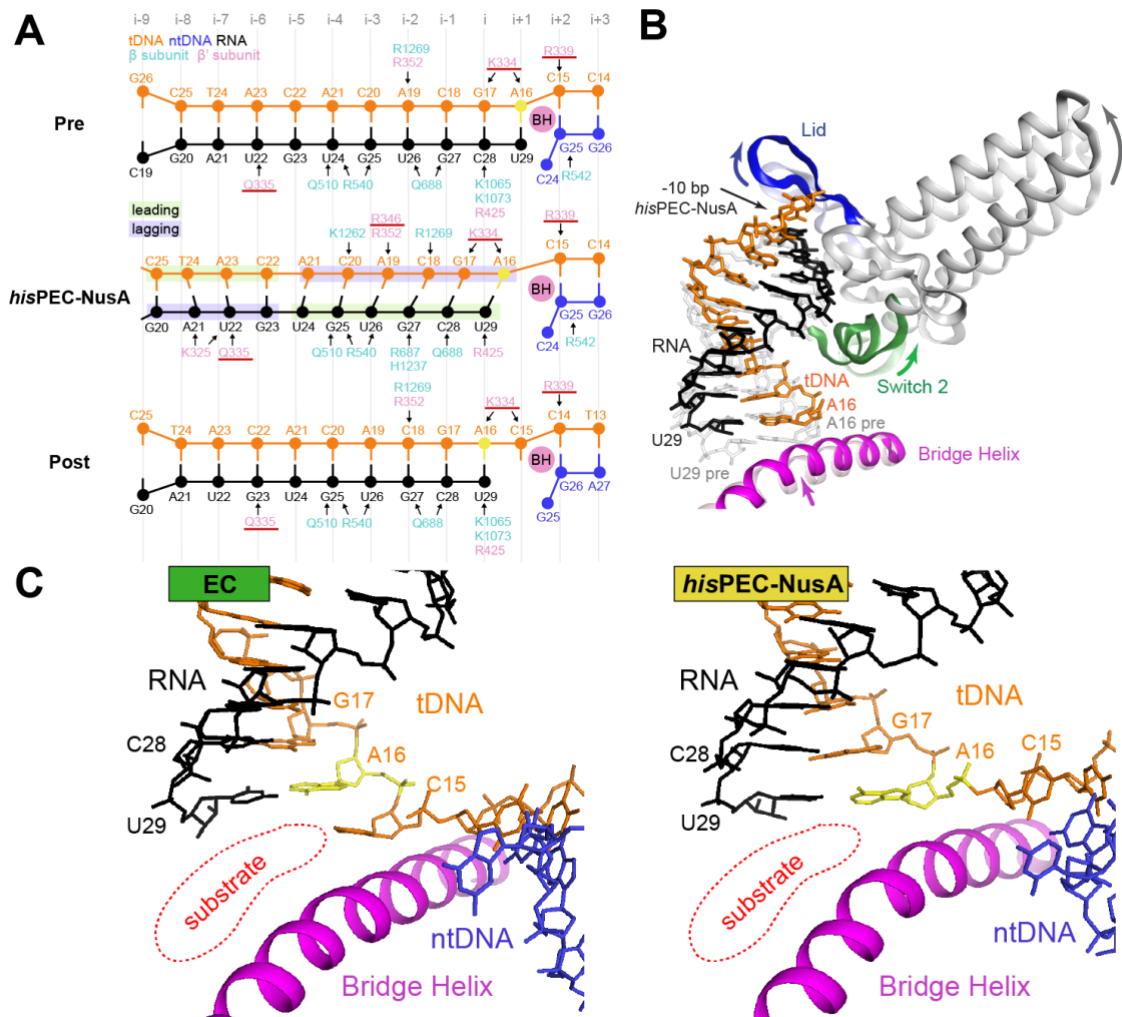 A
i-9 i-8 i-7 i-6 i-5 i-4 i-3 i-2 i-1 i i+1 i+2 i+3
tDNA ntDNA RNA
β subunit β' subunit
R1269
R352
K334
R339
G26 C25 T24 A23 C22 A21 C20 A19 C18 G17 A16 C15 C14
Pre
BH
C19 G20 A21 U22 G23 U24 G25 U26 G27 C28 U29 C24 G25 G26
Q335 Q510 R540 Q688 K1065 R542
K1073
R425
leading
lagging
K1262 R346 R1269 K334 R339
R352
C25 T24 A23 C22 A21 C20 A19 C18 G17 A16 C15 C14
hisPEC-NusA
BH
G20 A21 U22 G23 U24 G25 U26 G27 C28 U29 C24 G25 G26
K325 Q335 Q510 R540 R687 Q688 R425 R542
H1237
R1269
R352
K334
R339
C25 T24 A23 C22 A21 C20 A19 C18 G17 A16 C15 C14 T13
Post
BH
G20 A21 U22 G23 U24 G25 U26 G27 C28 U29 G25 G26 A27
Q335 Q510 R540 Q688 K1065
K1073
R425
B
Lid
-10 bp
hisPEC-NusA
RNA
Switch 2
tDNA
A16
A16 pre
U29
U29 pre
Bridge Helix
C
EC
RNA
tDNA
G17
C28
A16
C15
U29
substrate
ntDNA
Bridge Helix
hisPEC-NusA
RNA
tDNA
G17
C28
A16
C15
U29
substrate
ntDNA
Bridge Helix